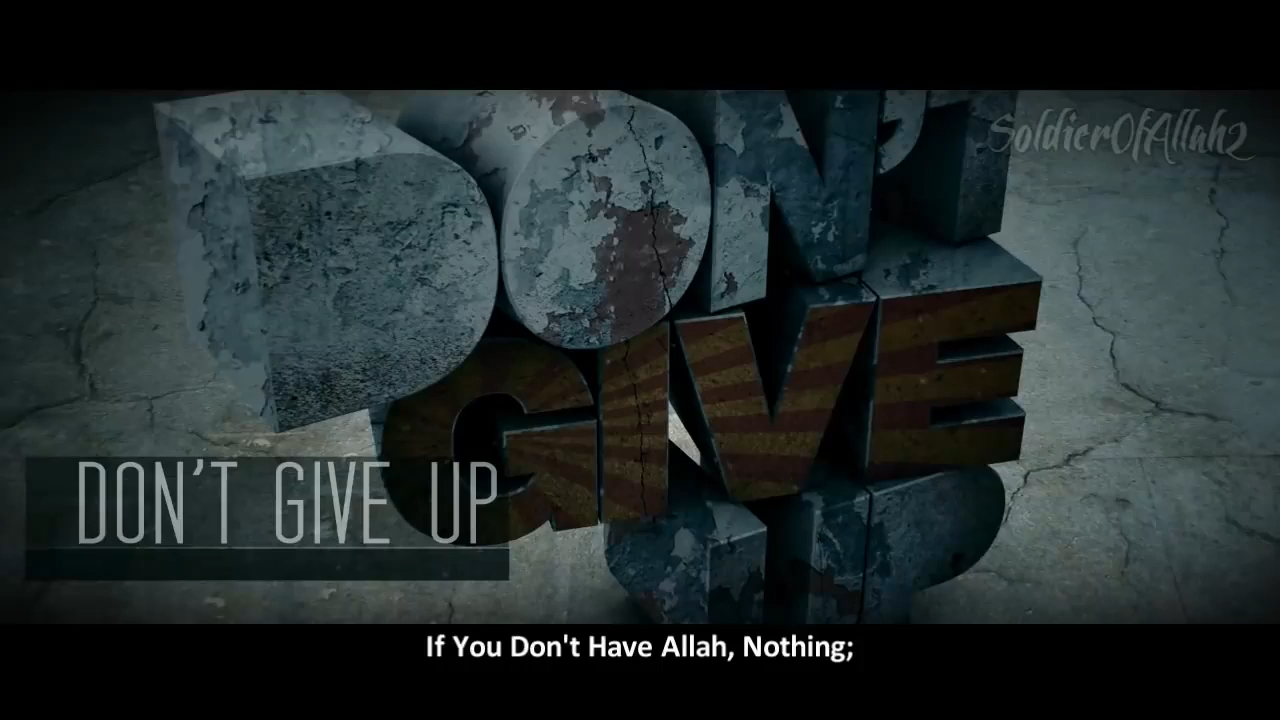 DON'T
GIVE
UP
SoldierOfAllah2
DON'T GIVE UP
If You Don't Have Allah, Nothing;